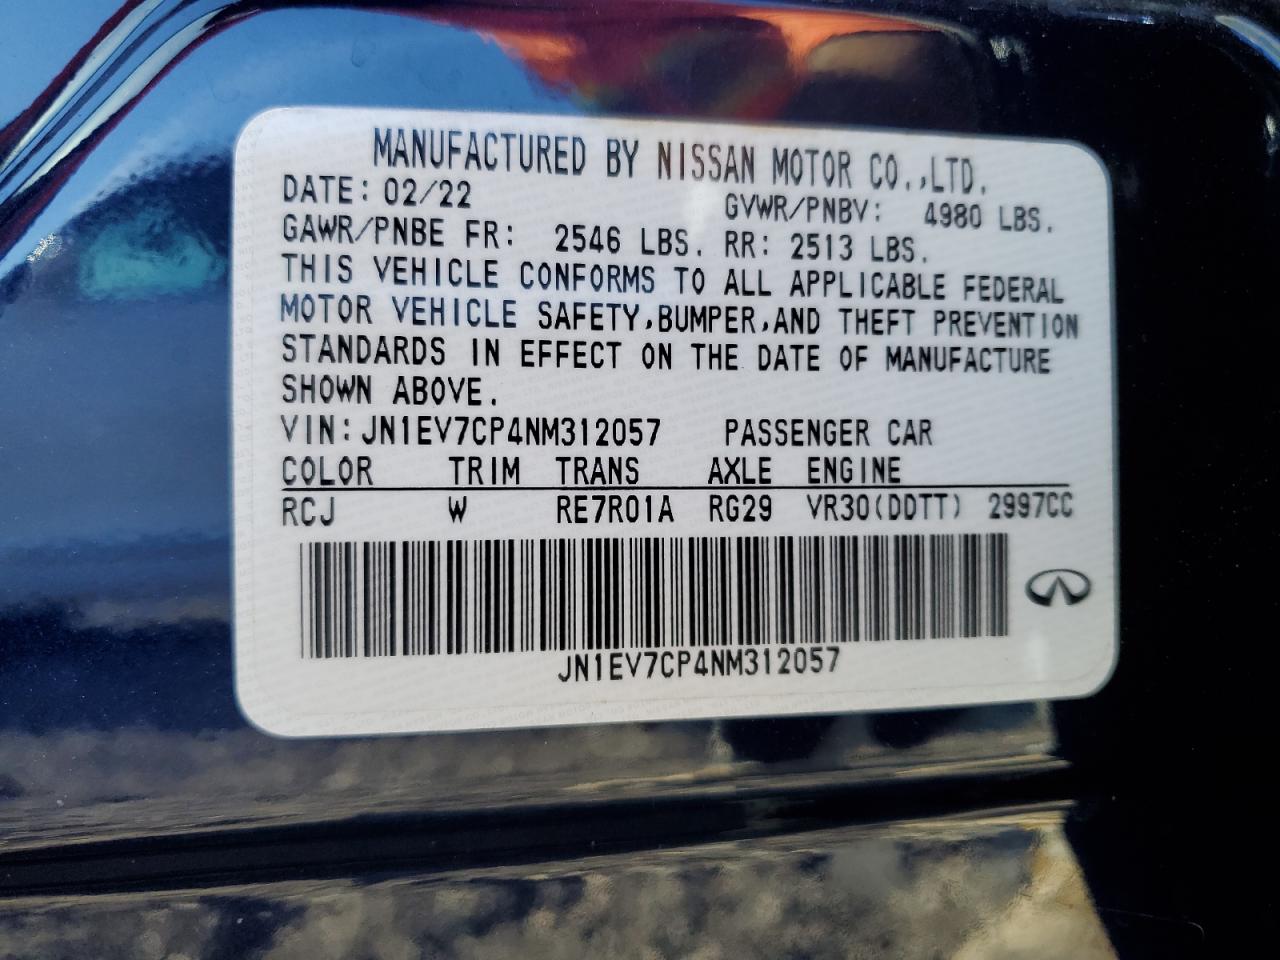 MANUFACTURED BY NISSAN MOTOR CO.,LTD.
DATE: 02/22 GVWR/PNBV: 4980 LBS.
GAWR/PNBE FR: 2546 LBS. RR: 2513 LBS.
THIS VEHICLE CONFORMS TO ALL APPLICABLE FEDERAL
MOTOR VEHICLE SAFETY,BUMPER,AND THEFT PREVENTION
STANDARDS IN EFFECT ON THE DATE OF MANUFACTURE
SHOWN ABOVE.
VIN:JN1EV7CP4NM312057 PASSENGER CAR
COLOR TRIM TRANS AXLE ENGINE
RCJ W RE7R01A RG29 VR30(DDTT) 2997CC
JN1EV7CP4NM312057